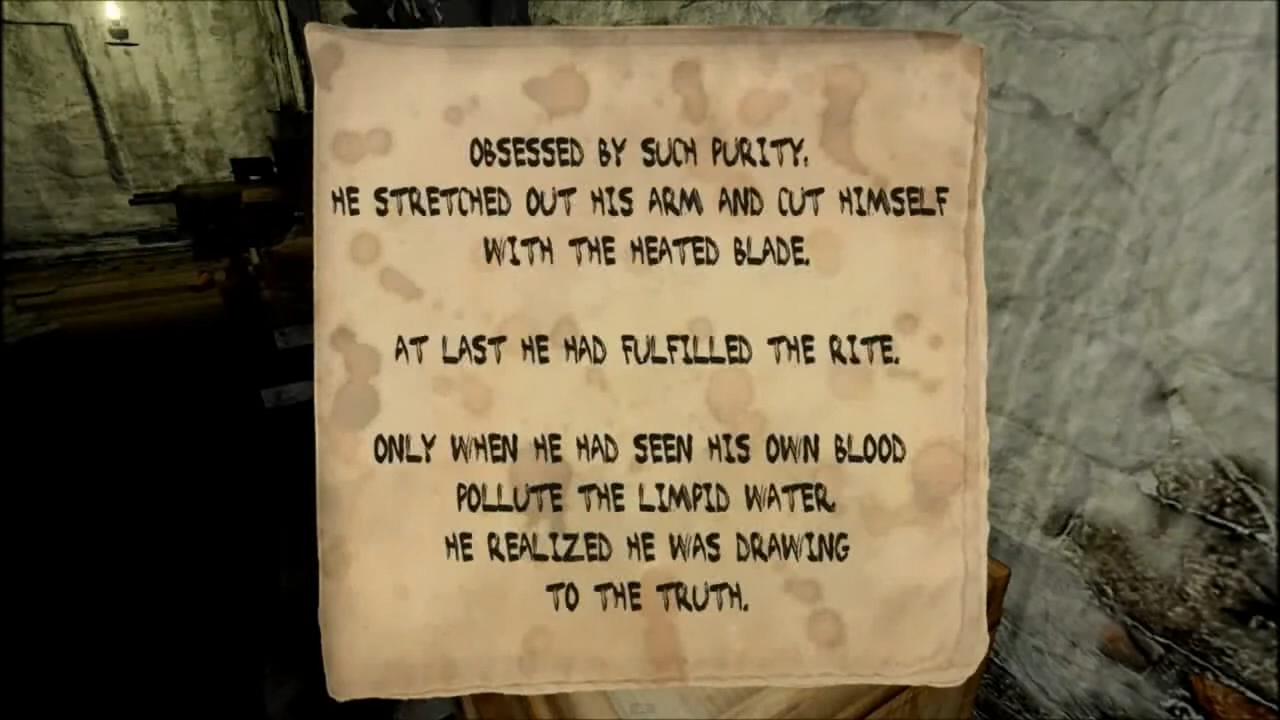 OBSESSED BY SUCH PURITY.
HE STRETCHED OUT HIS ARM AND CUT HIMSELF
WITH THE HEATED BLADE.
AT LAST HE HAD FULFILLED THE RITE.
ONLY WHEN HE HAD SEEN HIS OWN BLOOD
POLLUTE THE LIMPID WATER
HE REALIZED HE WAS DRAWING
TO THE TRUTH.